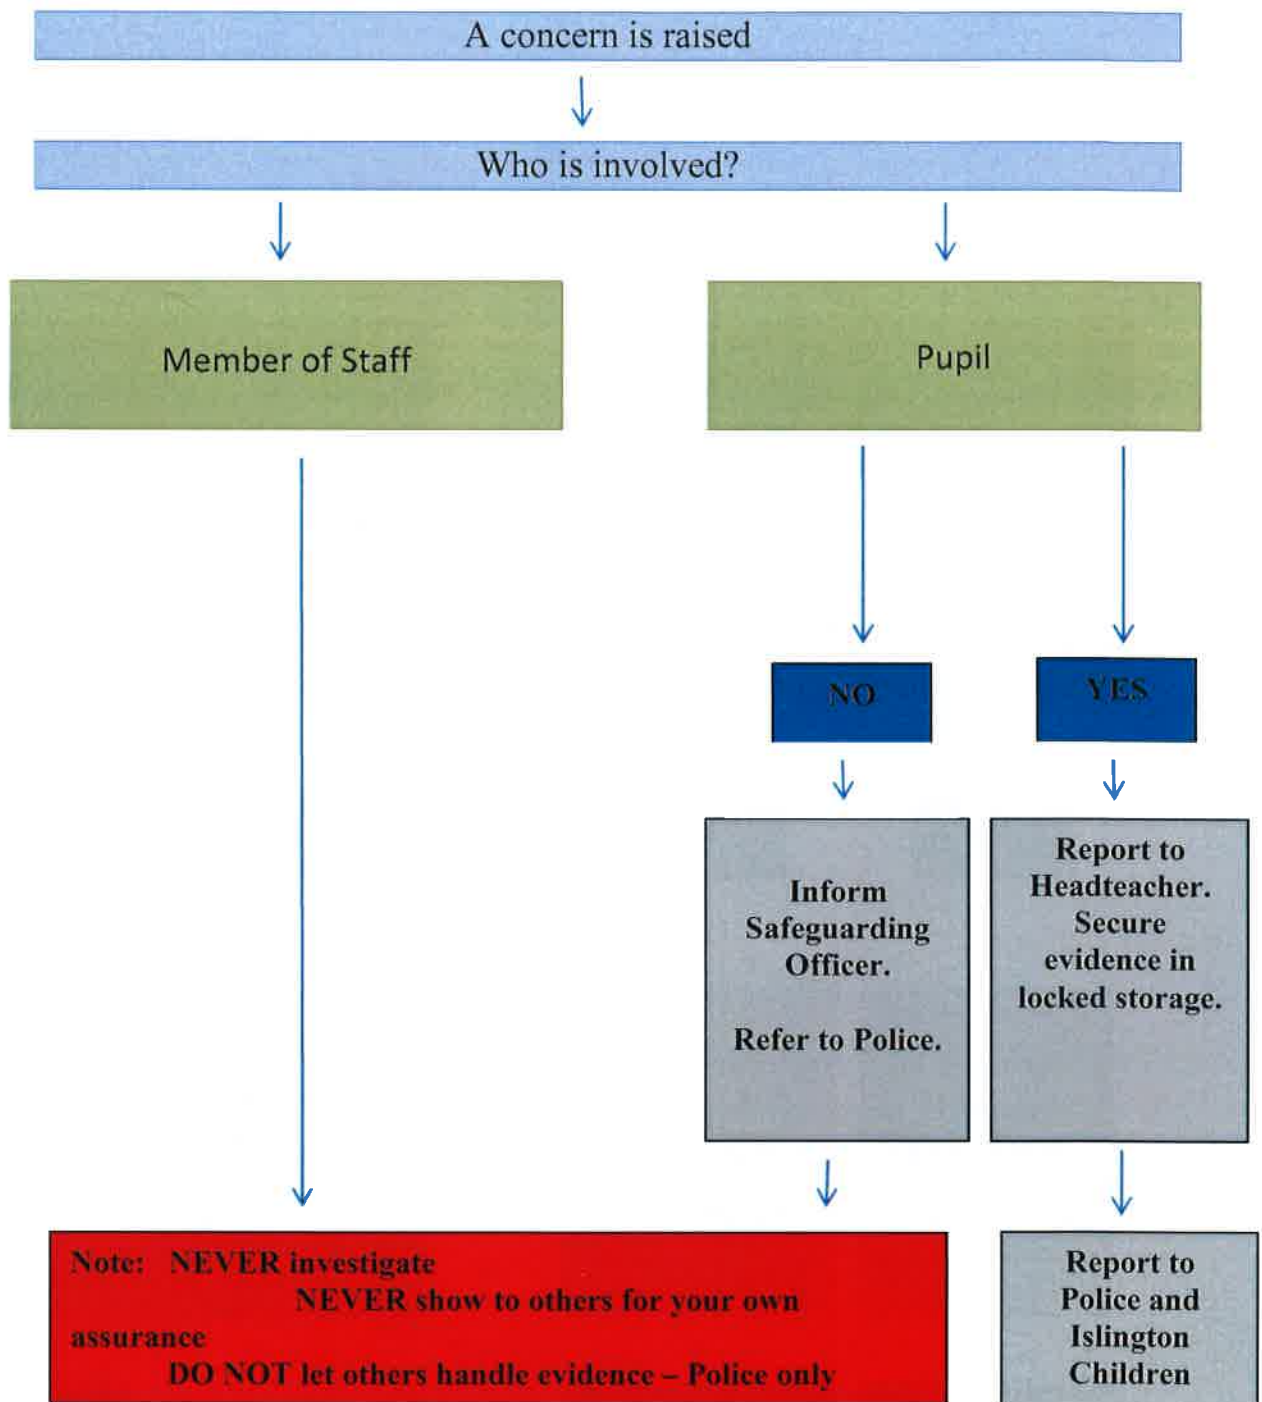 A concern is raised
Who is involved?
Member of Staff
Pupil
NO
YES
Inform
Safeguarding
Officer.
Refer to Police.
Report to
Headteacher.
Secure
evidence in
locked storage.
Note: NEVER investigate
NEVER show to others for your own
assurance
DO NOT let others handle evidence – Police only
Report to
Police and
Islington
Children